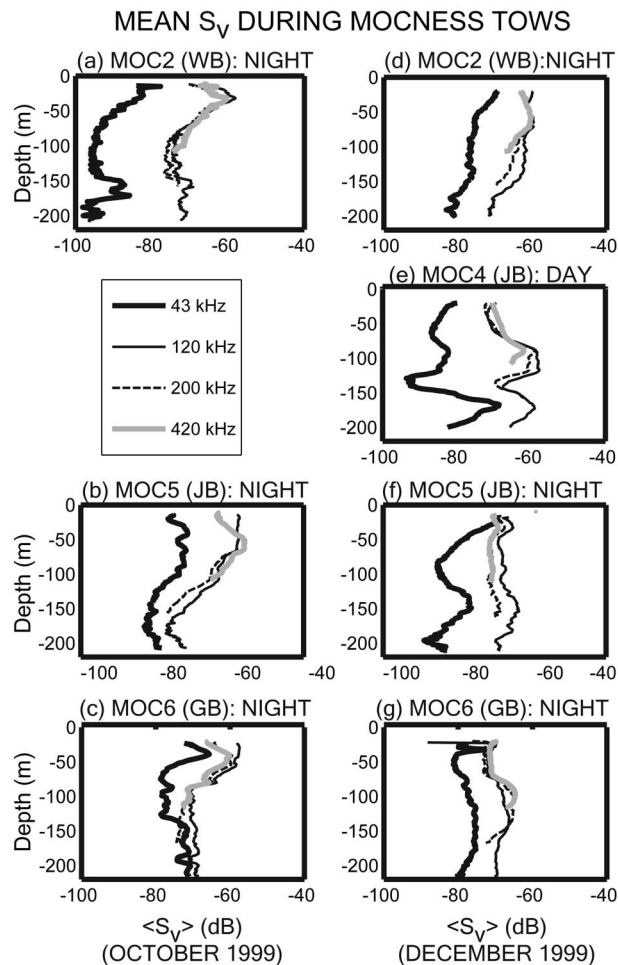 MEAN Sv DURING MOCNESS TOWS
(a) MOC2 (WB): NIGHT
0
-50
-100
-150
-200
Depth (m)
-100 -80 -60 -40
(d) MOC2 (WB):NIGHT
0
-50
-100
-150
-200
-100 -80 -60 -40
43 kHz
120 kHz
200 kHz
420 kHz
(e) MOC4 (JB): DAY
0
-50
-100
-150
-200
-100 -80 -60 -40
(b) MOC5 (JB): NIGHT
0
-50
-100
-150
-200
Depth (m)
-100 -80 -60 -40
(f) MOC5 (JB): NIGHT
0
-50
-100
-150
-200
-100 -80 -60 -40
(c) MOC6 (GB): NIGHT
0
-50
-100
-150
-200
Depth (m)
-100 -80 -60 -40
<Sv> (dB)
(OCTOBER 1999)
(g) MOC6 (GB): NIGHT
0
-50
-100
-150
-200
-100 -80 -60 -40
<Sv> (dB)
(DECEMBER 1999)